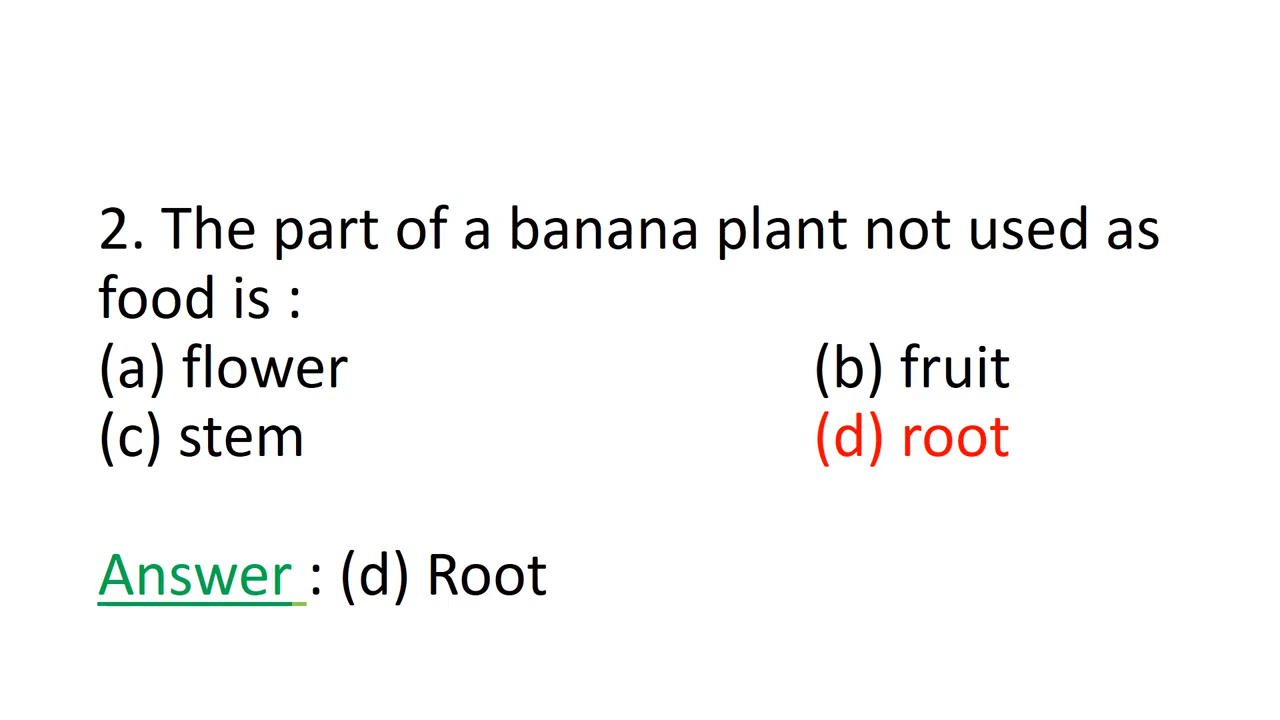 2. The part of a banana plant not used as
food is :
(a) flower (b) fruit
(c) stem (d) root
Answer : (d) Root